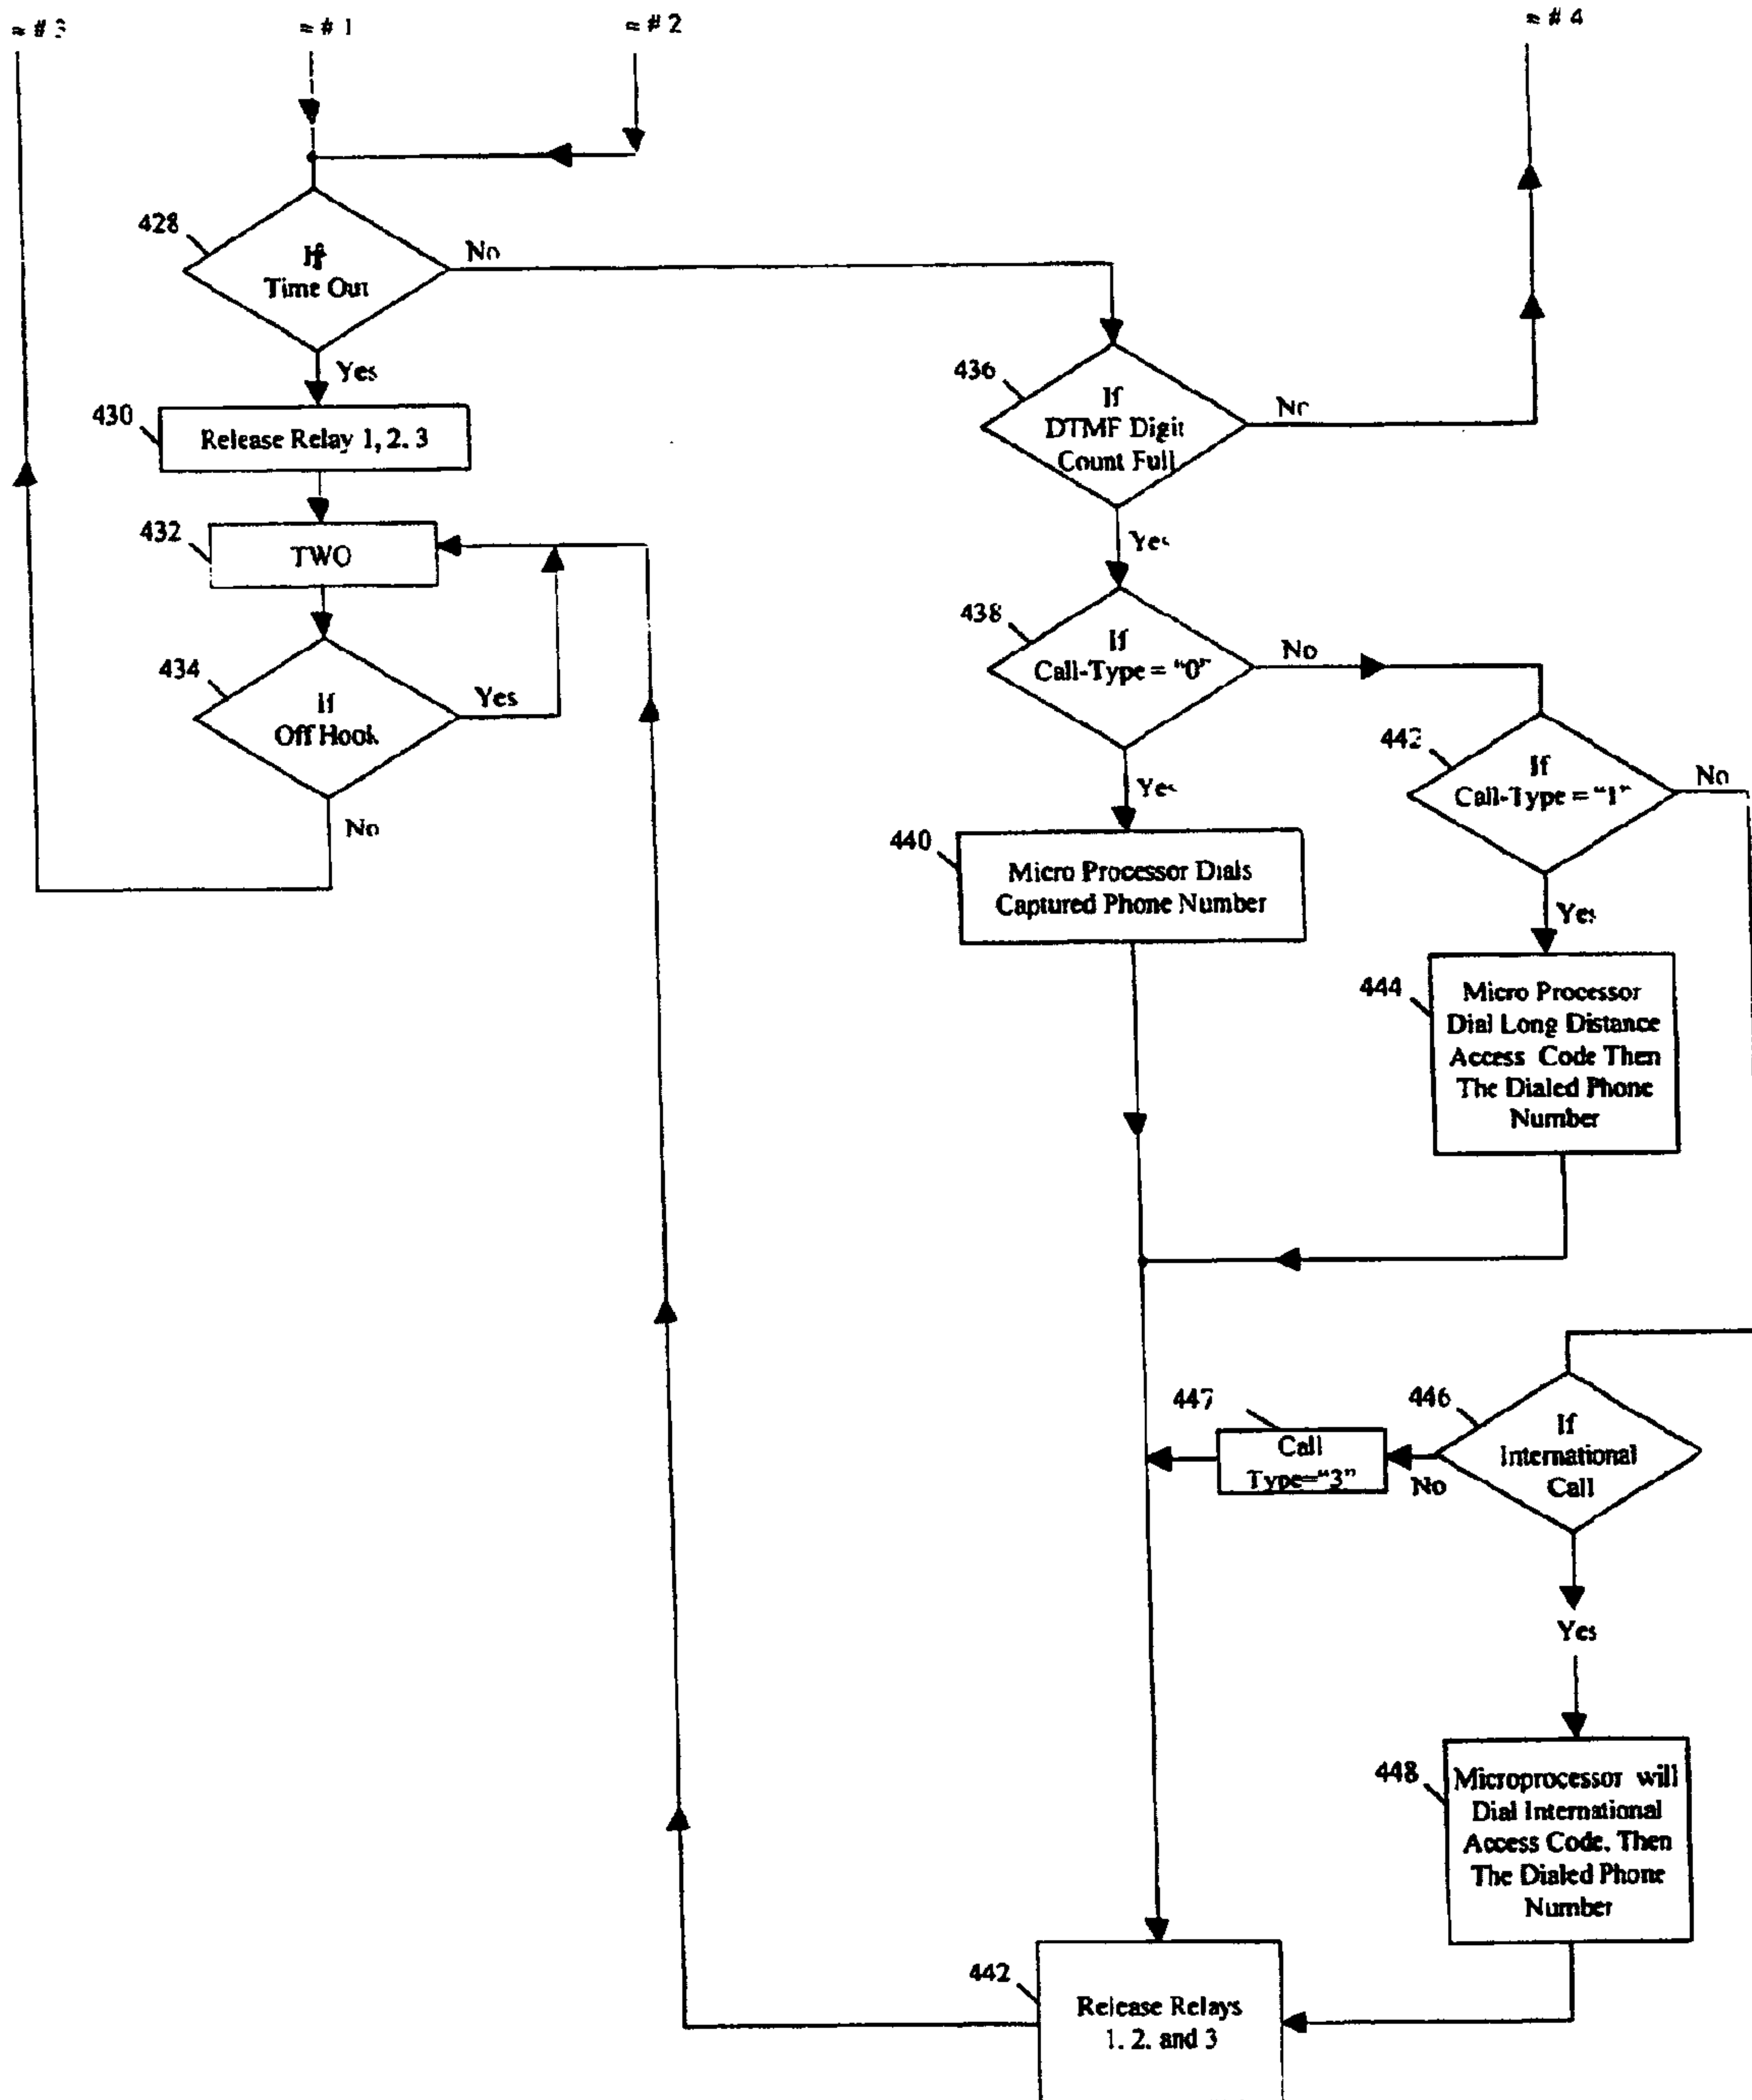 ≈ # 3
≈ # 1
≈ # 2
≈ # 4
428
If
Time Out
No
Yes
430
Release Relay 1, 2. 3
432
TWO
434
If
Off Hook
Yes
No
436
If
DTMF Digit
Count Full
No
Yes
438
If
Call-Type = "0"
No
Yes
440
Micro Processor Dials
Captured Phone Number
442
If
Call-Type = "1"
No
Yes
444
Micro Processor
Dial Long Distance
Access Code Then
The Dialed Phone
Number
446
If
International
Call
No
447
Call
Type="3"
Yes
448
Microprocessor will
Dial International
Access Code. Then
The Dialed Phone
Number
442
Release Relays
1. 2. and 3